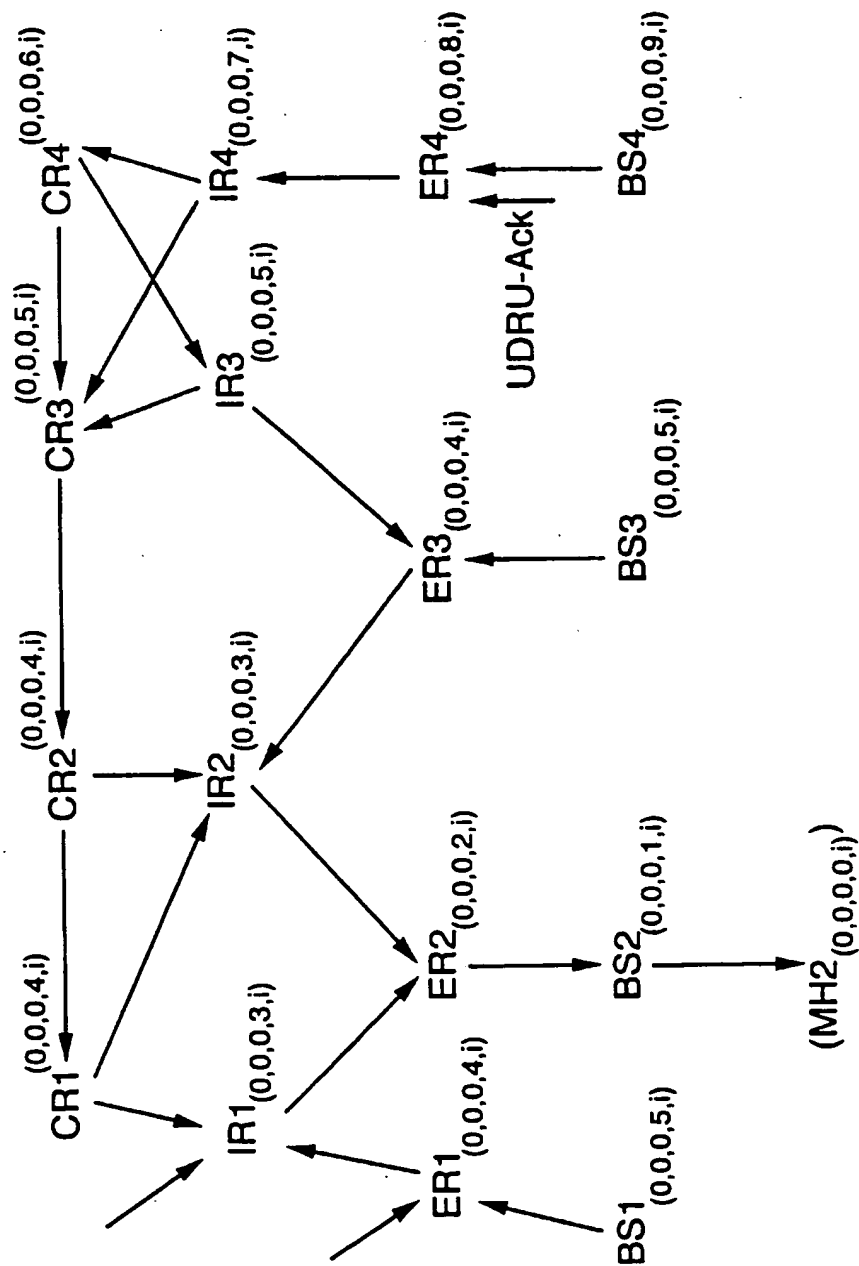 CR1 (0,0,0,4,i)
CR2 (0,0,0,4,i)
CR3 (0,0,0,5,i)
CR4 (0,0,0,6,i)
IR1 (0,0,0,3,i)
IR2 (0,0,0,3,i)
IR3 (0,0,0,5,i)
IR4 (0,0,0,7,i)
ER1 (0,0,0,4,i)
ER2 (0,0,0,2,i)
ER3 (0,0,0,4,i)
ER4 (0,0,0,8,i)
UDRU-Ack
BS1 (0,0,0,5,i)
BS2 (0,0,0,1,i)
BS3 (0,0,0,5,i)
BS4 (0,0,0,9,i)
(MH2 (0,0,0,0,i))